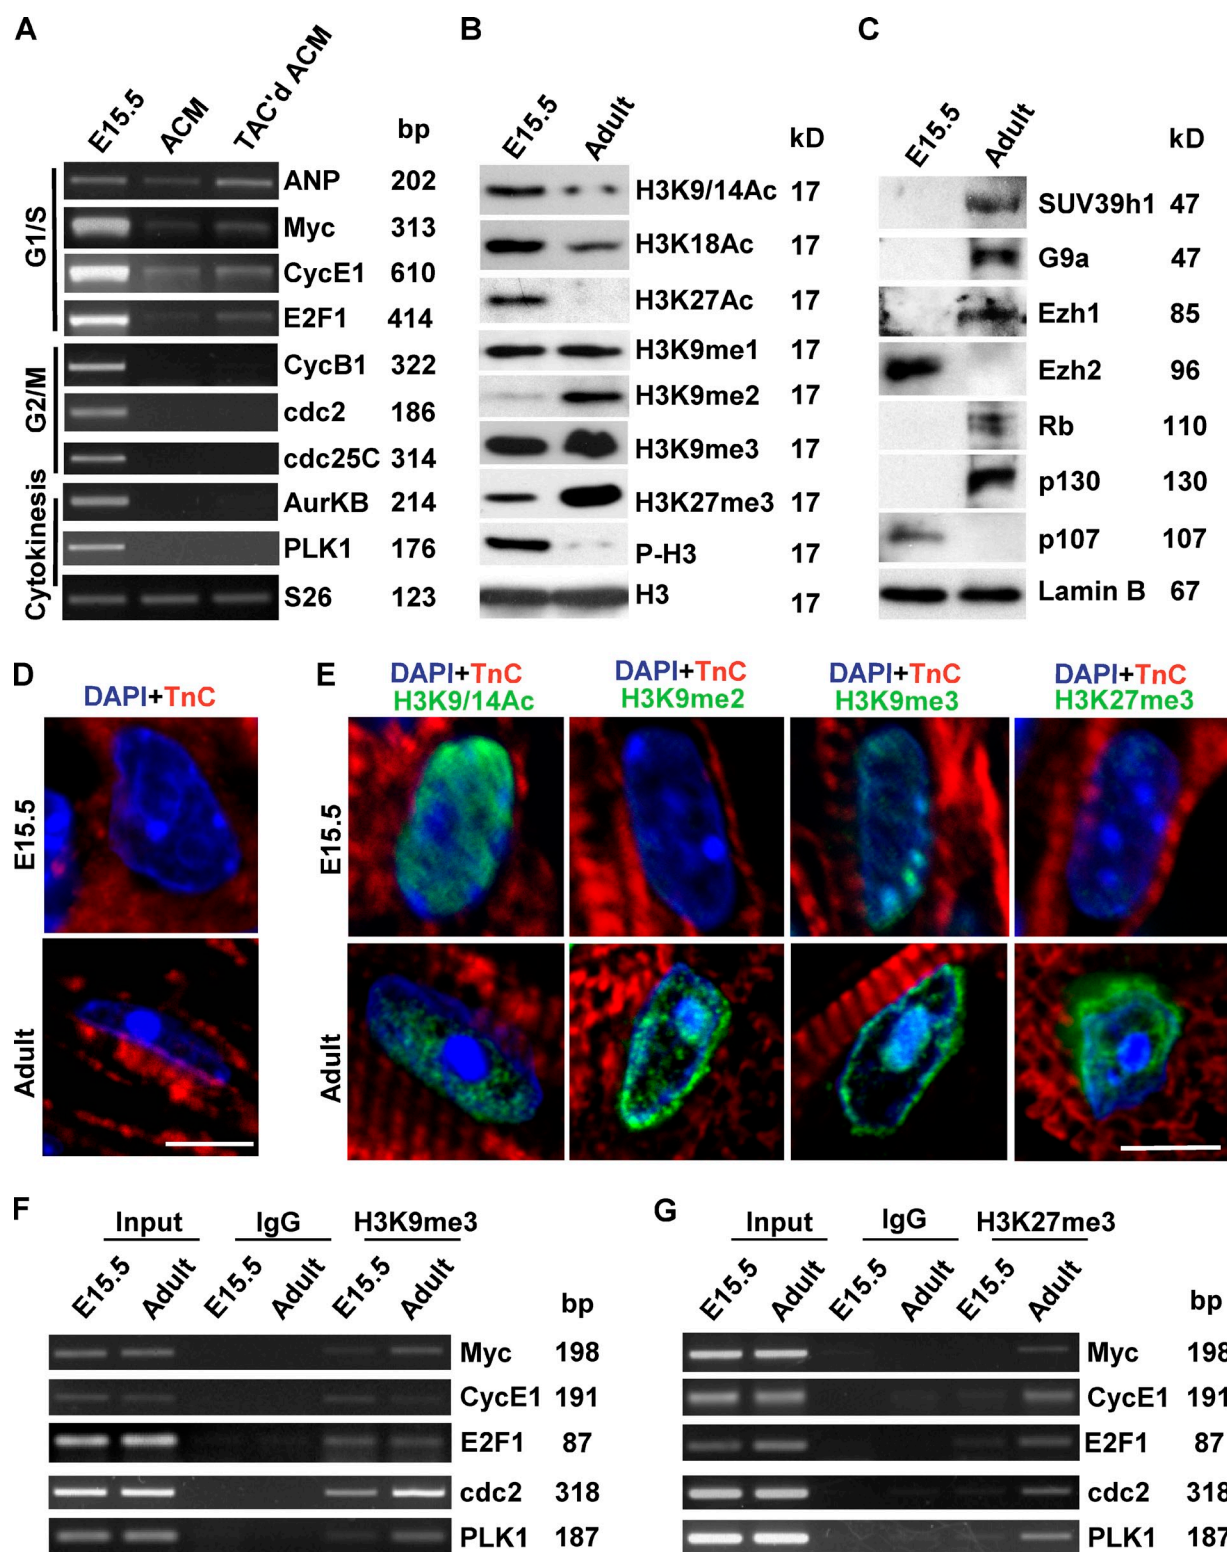 A
E15.5 ACM TAC'd ACM bp
G1/S
ANP 202
Myc 313
CycE1 610
E2F1 414
G2/M
CycB1 322
cdc2 186
cdc25C 314
Cytokinesis
AurKB 214
PLK1 176
S26 123
B
E15.5 Adult kD
H3K9/14Ac 17
H3K18Ac 17
H3K27Ac 17
H3K9me1 17
H3K9me2 17
H3K9me3 17
H3K27me3 17
P-H3 17
H3 17
C
E15.5 Adult kD
SUV39h1 47
G9a 47
Ezh1 85
Ezh2 96
Rb 110
p130 130
p107 107
Lamin B 67
D
DAPI+TnC
E15.5
Adult
E
DAPI+TnC DAPI+TnC DAPI+TnC DAPI+TnC
H3K9/14Ac H3K9me2 H3K9me3 H3K27me3
E15.5
Adult
F
Input IgG H3K9me3
E15.5 Adult E15.5 Adult E15.5 Adult bp
Myc 198
CycE1 191
E2F1 87
cdc2 318
PLK1 187
G
Input IgG H3K27me3
E15.5 Adult E15.5 Adult E15.5 Adult bp
Myc 198
CycE1 191
E2F1 87
cdc2 318
PLK1 187